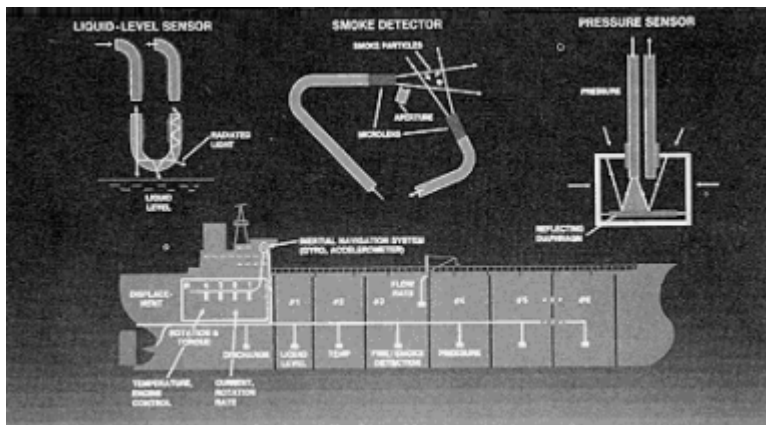 LIQUID-LEVEL SENSOR
SMOKE DETECTOR
PRESSURE SENSOR
SMOKE PARTICLES
PRESSURE
APERTURE
MICROLENS
RADIATED
LIGHT
LIQUID
LEVEL
REFLECTING
DIAPHRAGM
INERTIAL NAVIGATION SYSTEM
(GYRO, ACCELEROMETER)
DISPLACE-
MENT
FLOW
RATE
#1
#2
#3
#4
#5
#6
ROTATION &
TORQUE
DISCHARGE
LIQUID
LEVEL
TEMP
FIRE/SMOKE
DETECTION
PRESSURE
TEMPERATURE,
ENGINE
CONTROL
CURRENT,
ROTATION
RATE